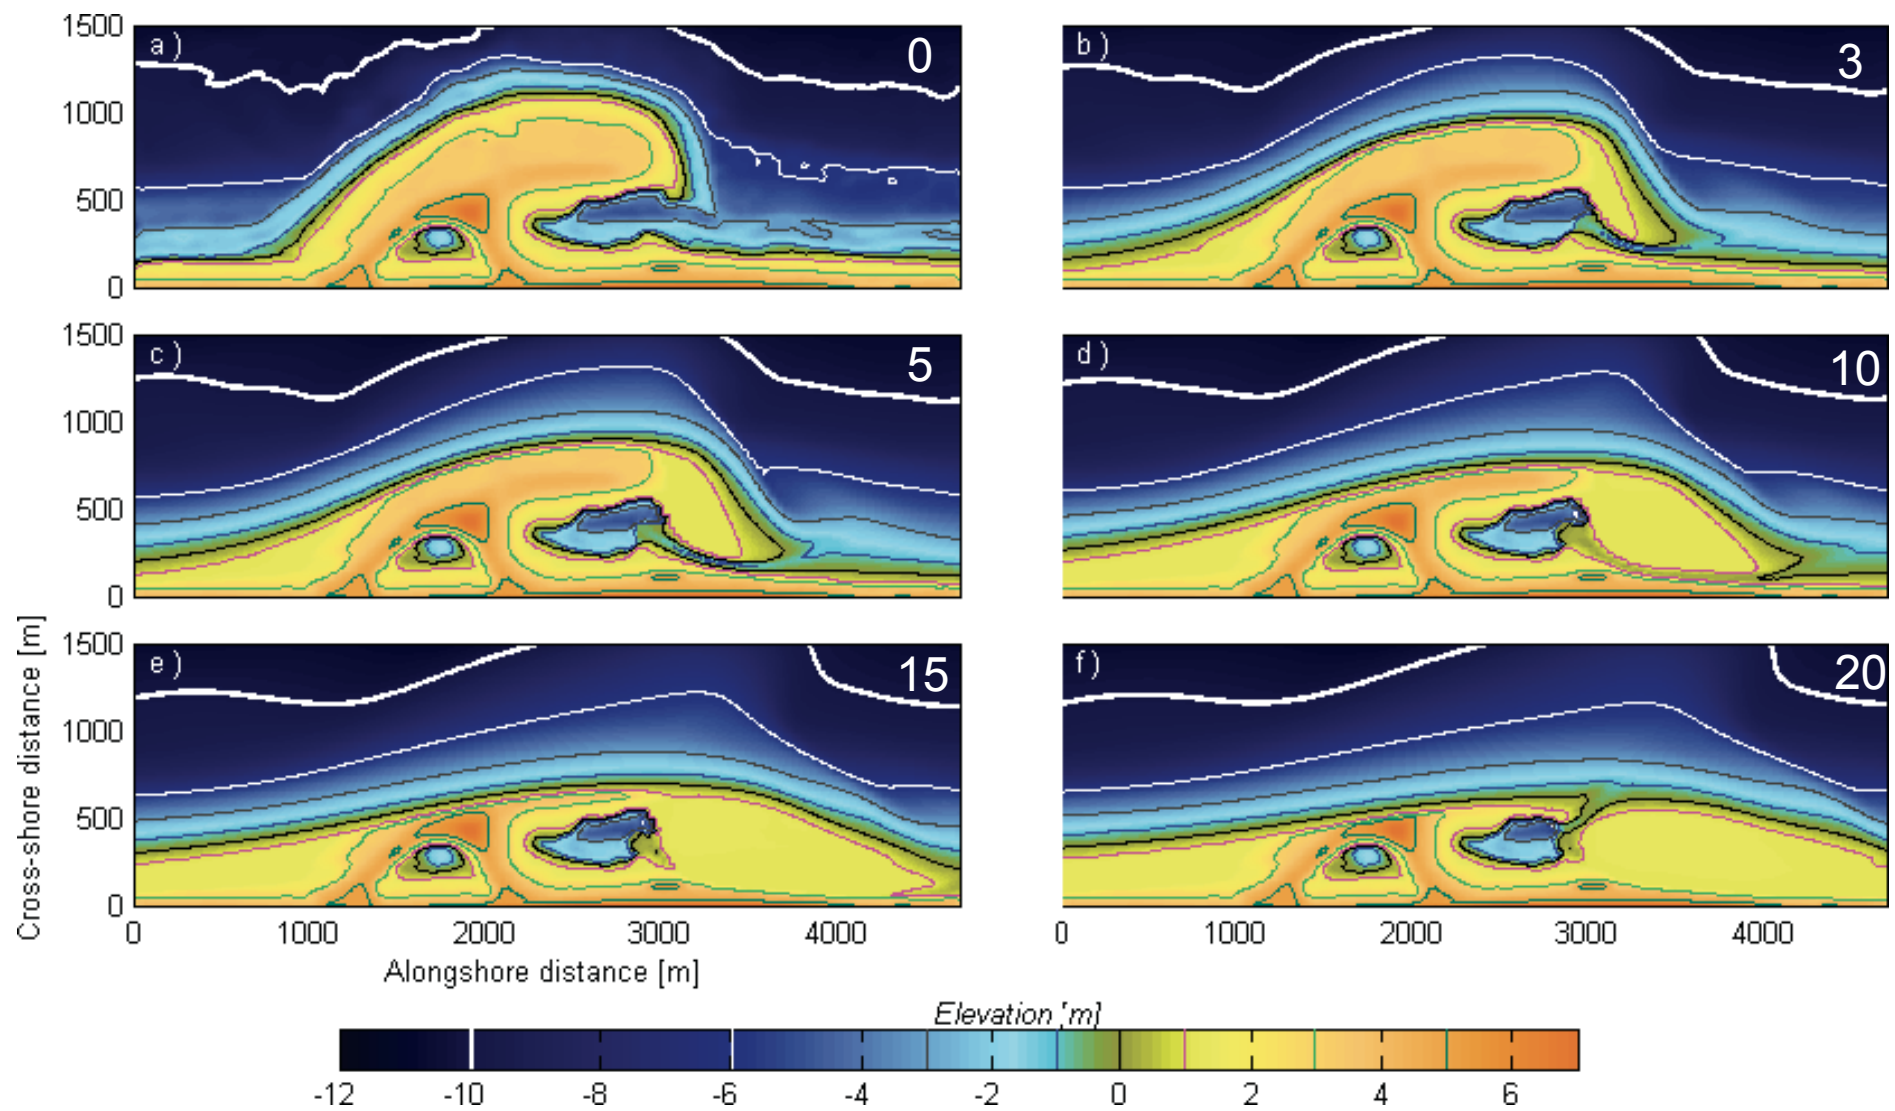 1500
a )
0
b )
3
1000
500
0
1500
c )
5
d )
10
1000
500
0
1500
e )
15
f )
20
1000
500
0
Cross-shore distance [m]
0 1000 2000 3000 4000
0 1000 2000 3000 4000
Alongshore distance [m]
Elevation [m]
-12 -10 -8 -6 -4 -2 0 2 4 6